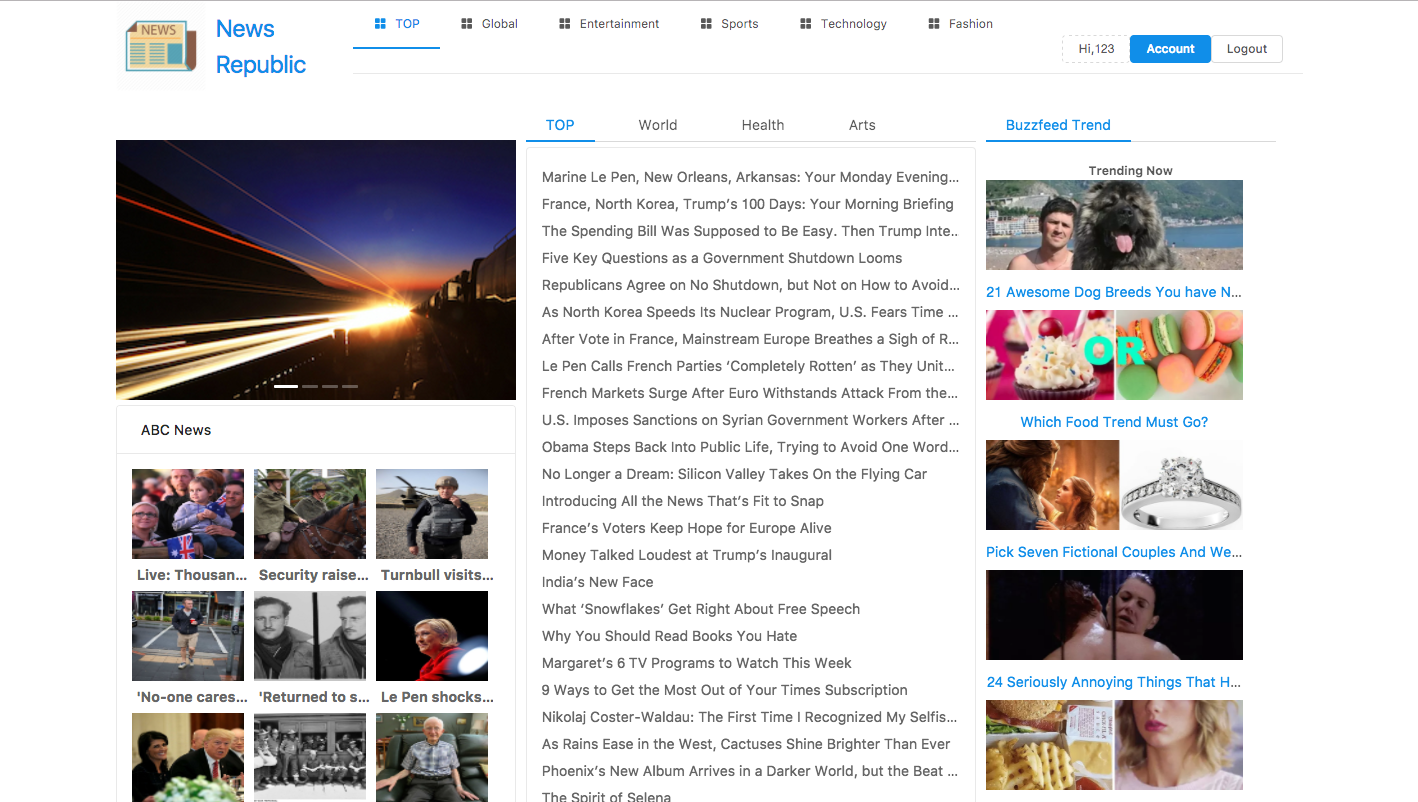 NEWS
News
Republic
TOP
Global
Entertainment
Sports
Technology
Fashion
Hi,123
Account
Logout
TOP
World
Health
Arts
Buzzfeed Trend
ABC News
Live: Thousan...
Security raise...
Turnbull visits...
'No-one cares...
'Returned to s...
Le Pen shocks...
Marine Le Pen, New Orleans, Arkansas: Your Monday Evening...
France, North Korea, Trump’s 100 Days: Your Morning Briefing
The Spending Bill Was Supposed to Be Easy. Then Trump Inte..
Five Key Questions as a Government Shutdown Looms
Republicans Agree on No Shutdown, but Not on How to Avoid...
As North Korea Speeds Its Nuclear Program, U.S. Fears Time ...
After Vote in France, Mainstream Europe Breathes a Sigh of R...
Le Pen Calls French Parties ‘Completely Rotten’ as They Unit...
French Markets Surge After Euro Withstands Attack From the...
U.S. Imposes Sanctions on Syrian Government Workers After ...
Obama Steps Back Into Public Life, Trying to Avoid One Word...
No Longer a Dream: Silicon Valley Takes On the Flying Car
Introducing All the News That’s Fit to Snap
France’s Voters Keep Hope for Europe Alive
Money Talked Loudest at Trump’s Inaugural
India’s New Face
What ‘Snowflakes’ Get Right About Free Speech
Why You Should Read Books You Hate
Margaret’s 6 TV Programs to Watch This Week
9 Ways to Get the Most Out of Your Times Subscription
Nikolaj Coster-Waldau: The First Time I Recognized My Selfis...
As Rains Ease in the West, Cactuses Shine Brighter Than Ever
Phoenix’s New Album Arrives in a Darker World, but the Beat ...
The Spirit of Selena
Trending Now
21 Awesome Dog Breeds You have N...
OR
Which Food Trend Must Go?
Pick Seven Fictional Couples And We...
24 Seriously Annoying Things That H...